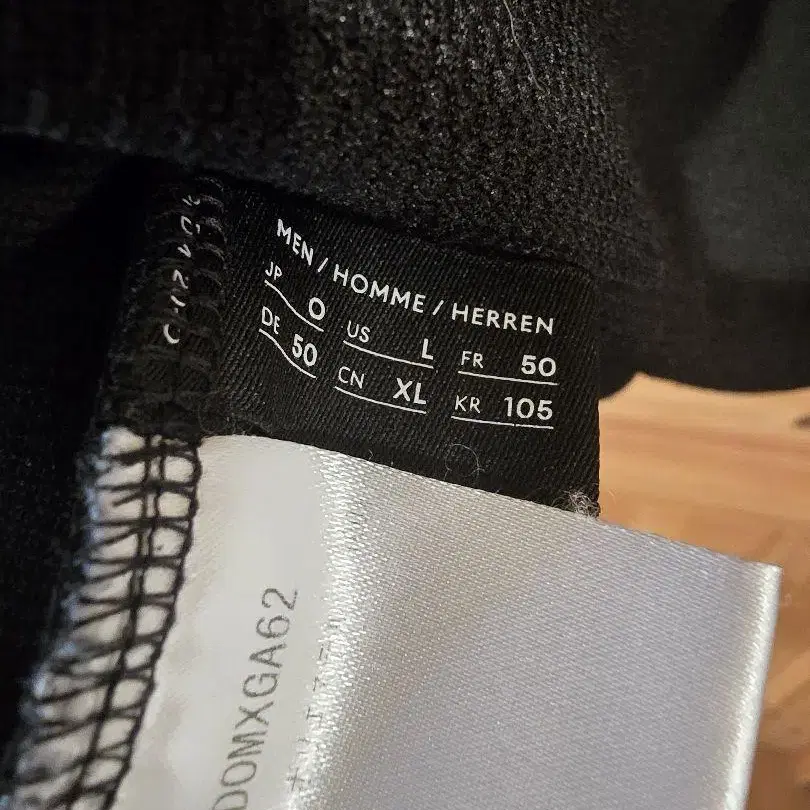 MEN / HOMME / HERREN
JP O US L FR 50
DE 50 CN XL KR 105
DOMXGA62